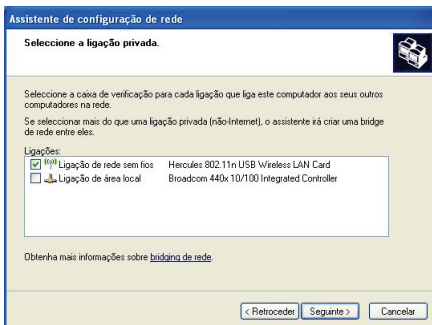 Assistente de configuração de rede
Seleccione a ligação privada.
Seleccione a caixa de verificação para cada ligação que liga este computador aos seus outros
computadores na rede.
Se seleccionar mais do que uma ligação privada (não-Internet), o assistente irá criar uma bridge
de rede entre eles.
Ligações:
Ligação de rede sem fios Hercules 802.11n USB Wireless LAN Card
Ligação de área local Broadcom 440x 10/100 Integrated Controller
Obtenha mais informações sobre bridging de rede.
< Retroceder Seguinte > Cancelar